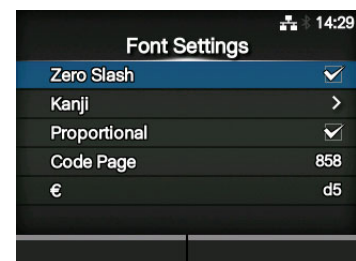 14:29
Font Settings
Zero Slash
Kanji
>
Proportional
Code Page 858
€ d5